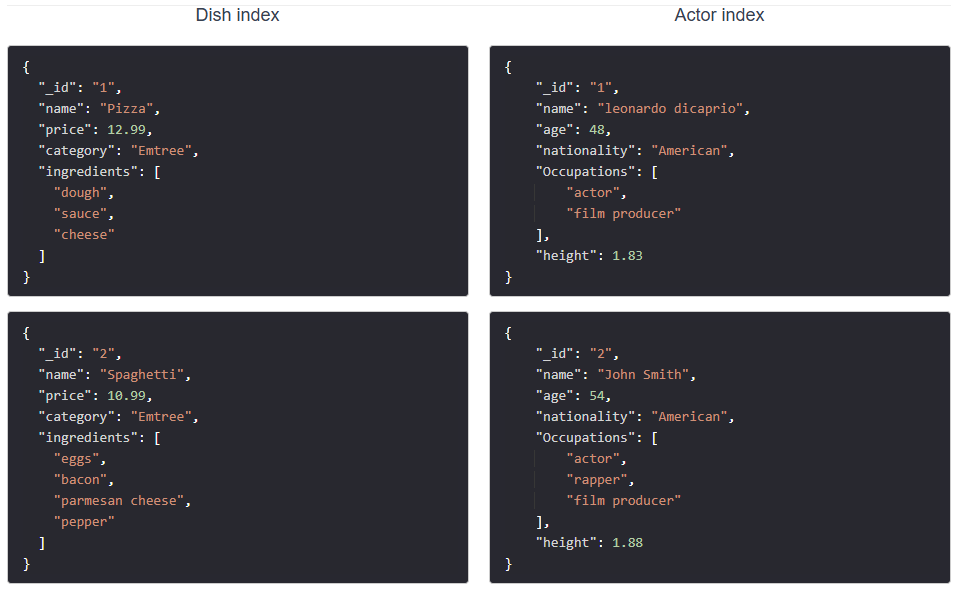 Dish index
{
  "_id": "1",
  "name": "Pizza",
  "price": 12.99,
  "category": "Emtree",
  "ingredients": [
    "dough",
    "sauce",
    "cheese"
  ]
}
{
  "_id": "2",
  "name": "Spaghetti",
  "price": 10.99,
  "category": "Emtree",
  "ingredients": [
    "eggs",
    "bacon",
    "parmesan cheese",
    "pepper"
  ]
}
Actor index
{
    "_id": "1",
    "name": "leonardo dicaprio",
    "age": 48,
    "nationality": "American",
    "Occupations": [
        "actor",
        "film producer"
    ],
    "height": 1.83
}
{
    "_id": "2",
    "name": "John Smith",
    "age": 54,
    "nationality": "American",
    "Occupations": [
        "actor",
        "rapper",
        "film producer"
    ],
    "height": 1.88
}